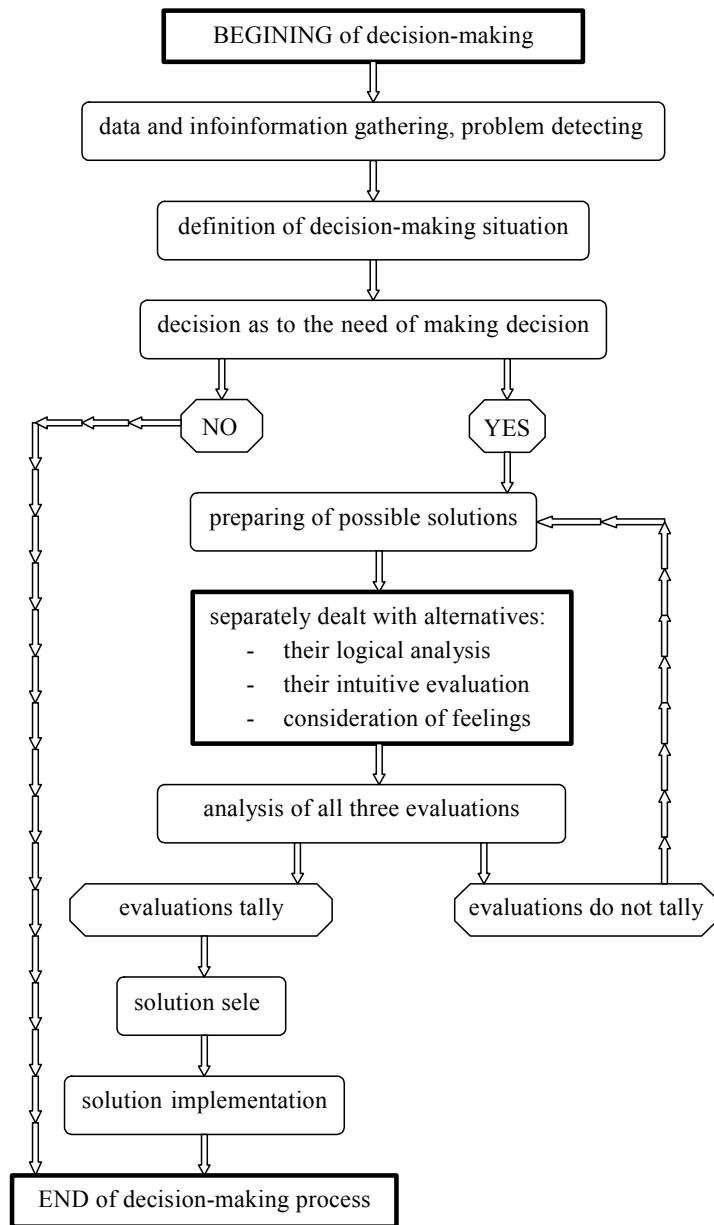 BEGINING of decision-making
data and infoinformation gathering, problem detecting
definition of decision-making situation
decision as to the need of making decision
NO
YES
preparing of possible solutions
separately dealt with alternatives:
- their logical analysis
- their intuitive evaluation
- consideration of feelings
analysis of all three evaluations
evaluations tally
evaluations do not tally
solution sele
solution implementation
END of decision-making process